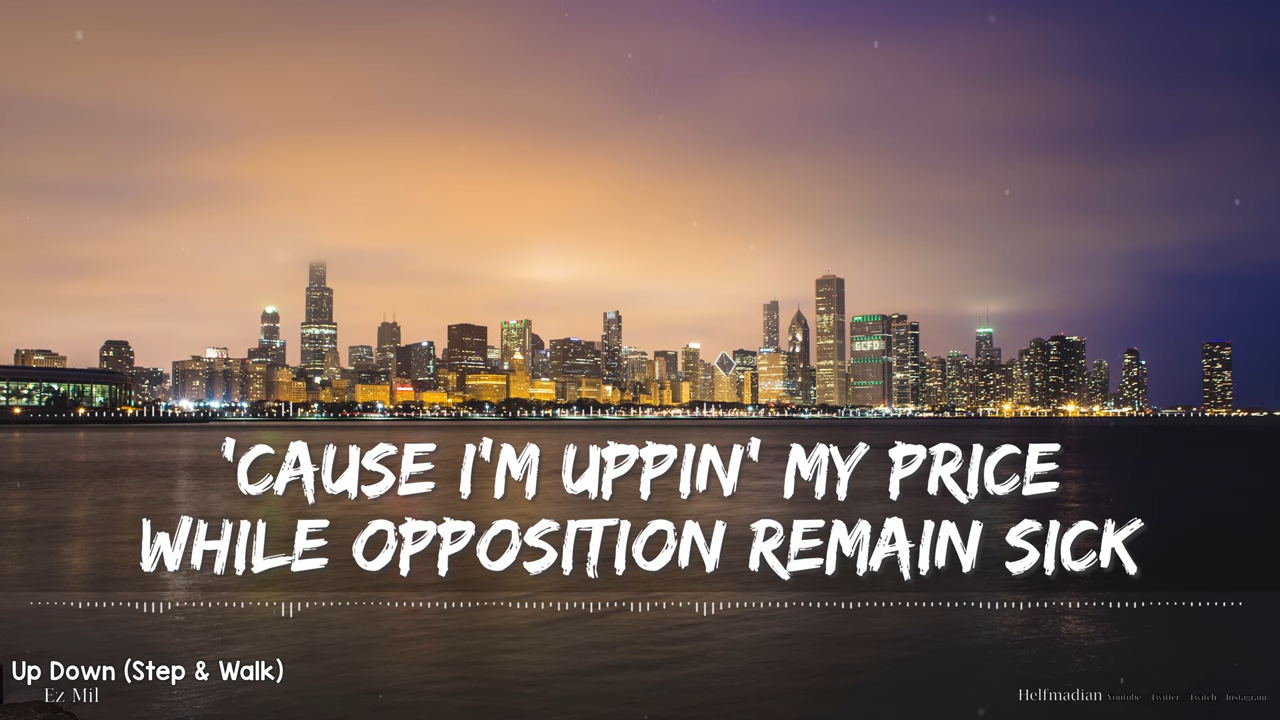 GCFD
'CAUSE I'M UPPIN' MY PRICE
WHILE OPPOSITION REMAIN SICK
Up Down (Step & Walk)
Ez Mil
Helfmadian Youtube Twitter Twitch Instagram